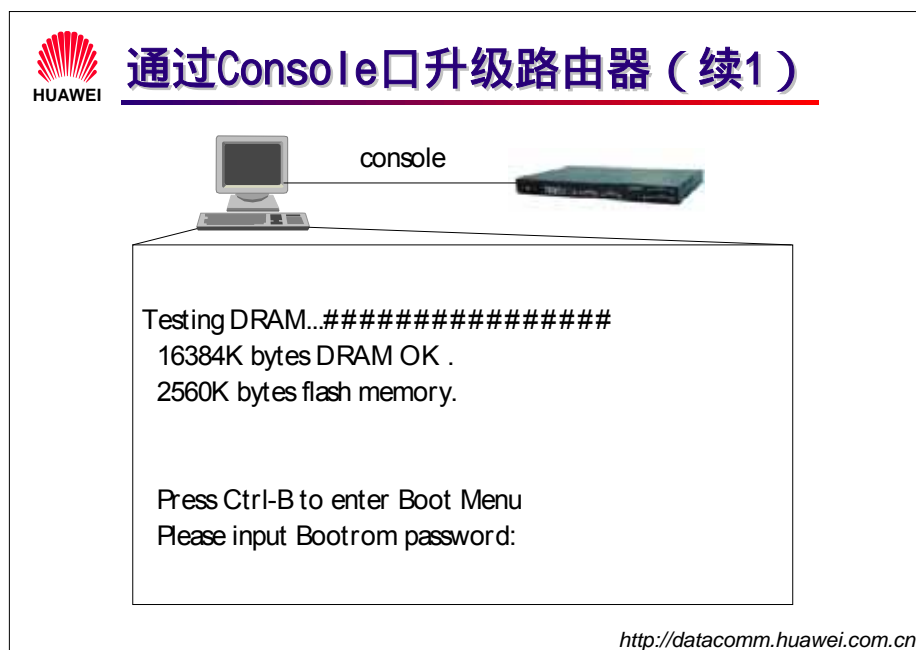 通过Console口升级路由器（续1）
HUAWEI
console
Testing DRAM...################
16384K bytes DRAM OK .
2560K bytes flash memory.
Press Ctrl-B to enter Boot Menu
Please input Bootrom password:
http://datacomm.huawei.com.cn